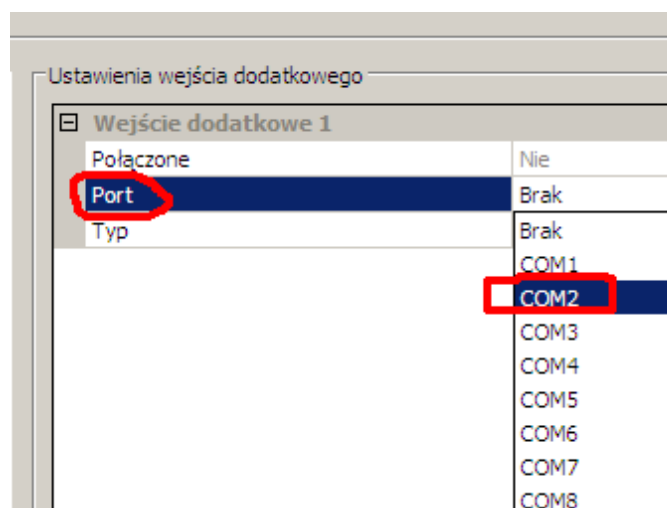 Ustawienia wejścia dodatkowego
Wejście dodatkowe 1
Połączone Nie
Port Brak
Typ Brak
COM1
COM2
COM3
COM4
COM5
COM6
COM7
COM8